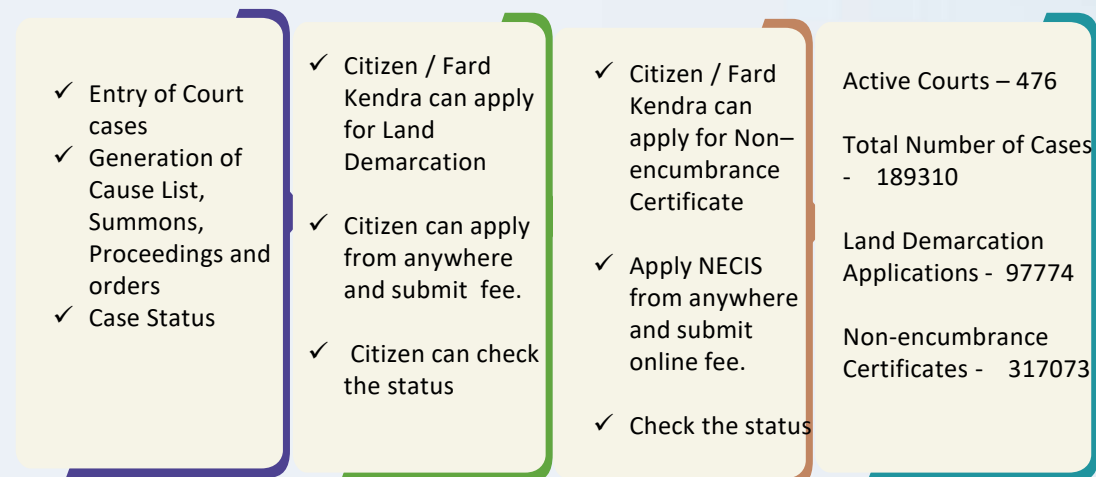 ✓ Entry of Court
cases
✓ Generation of
Cause List,
Summons,
Proceedings and
orders
✓ Case Status
✓ Citizen / Fard
Kendra can apply
for Land
Demarcation
✓ Citizen can apply
from anywhere
and submit fee.
✓ Citizen can check
the status
✓ Citizen / Fard
Kendra can
apply for Non–
encumbrance
Certificate
✓ Apply NECIS
from anywhere
and submit
online fee.
✓ Check the status
Active Courts – 476
Total Number of Cases
- 189310
Land Demarcation
Applications - 97774
Non-encumbrance
Certificates - 317073